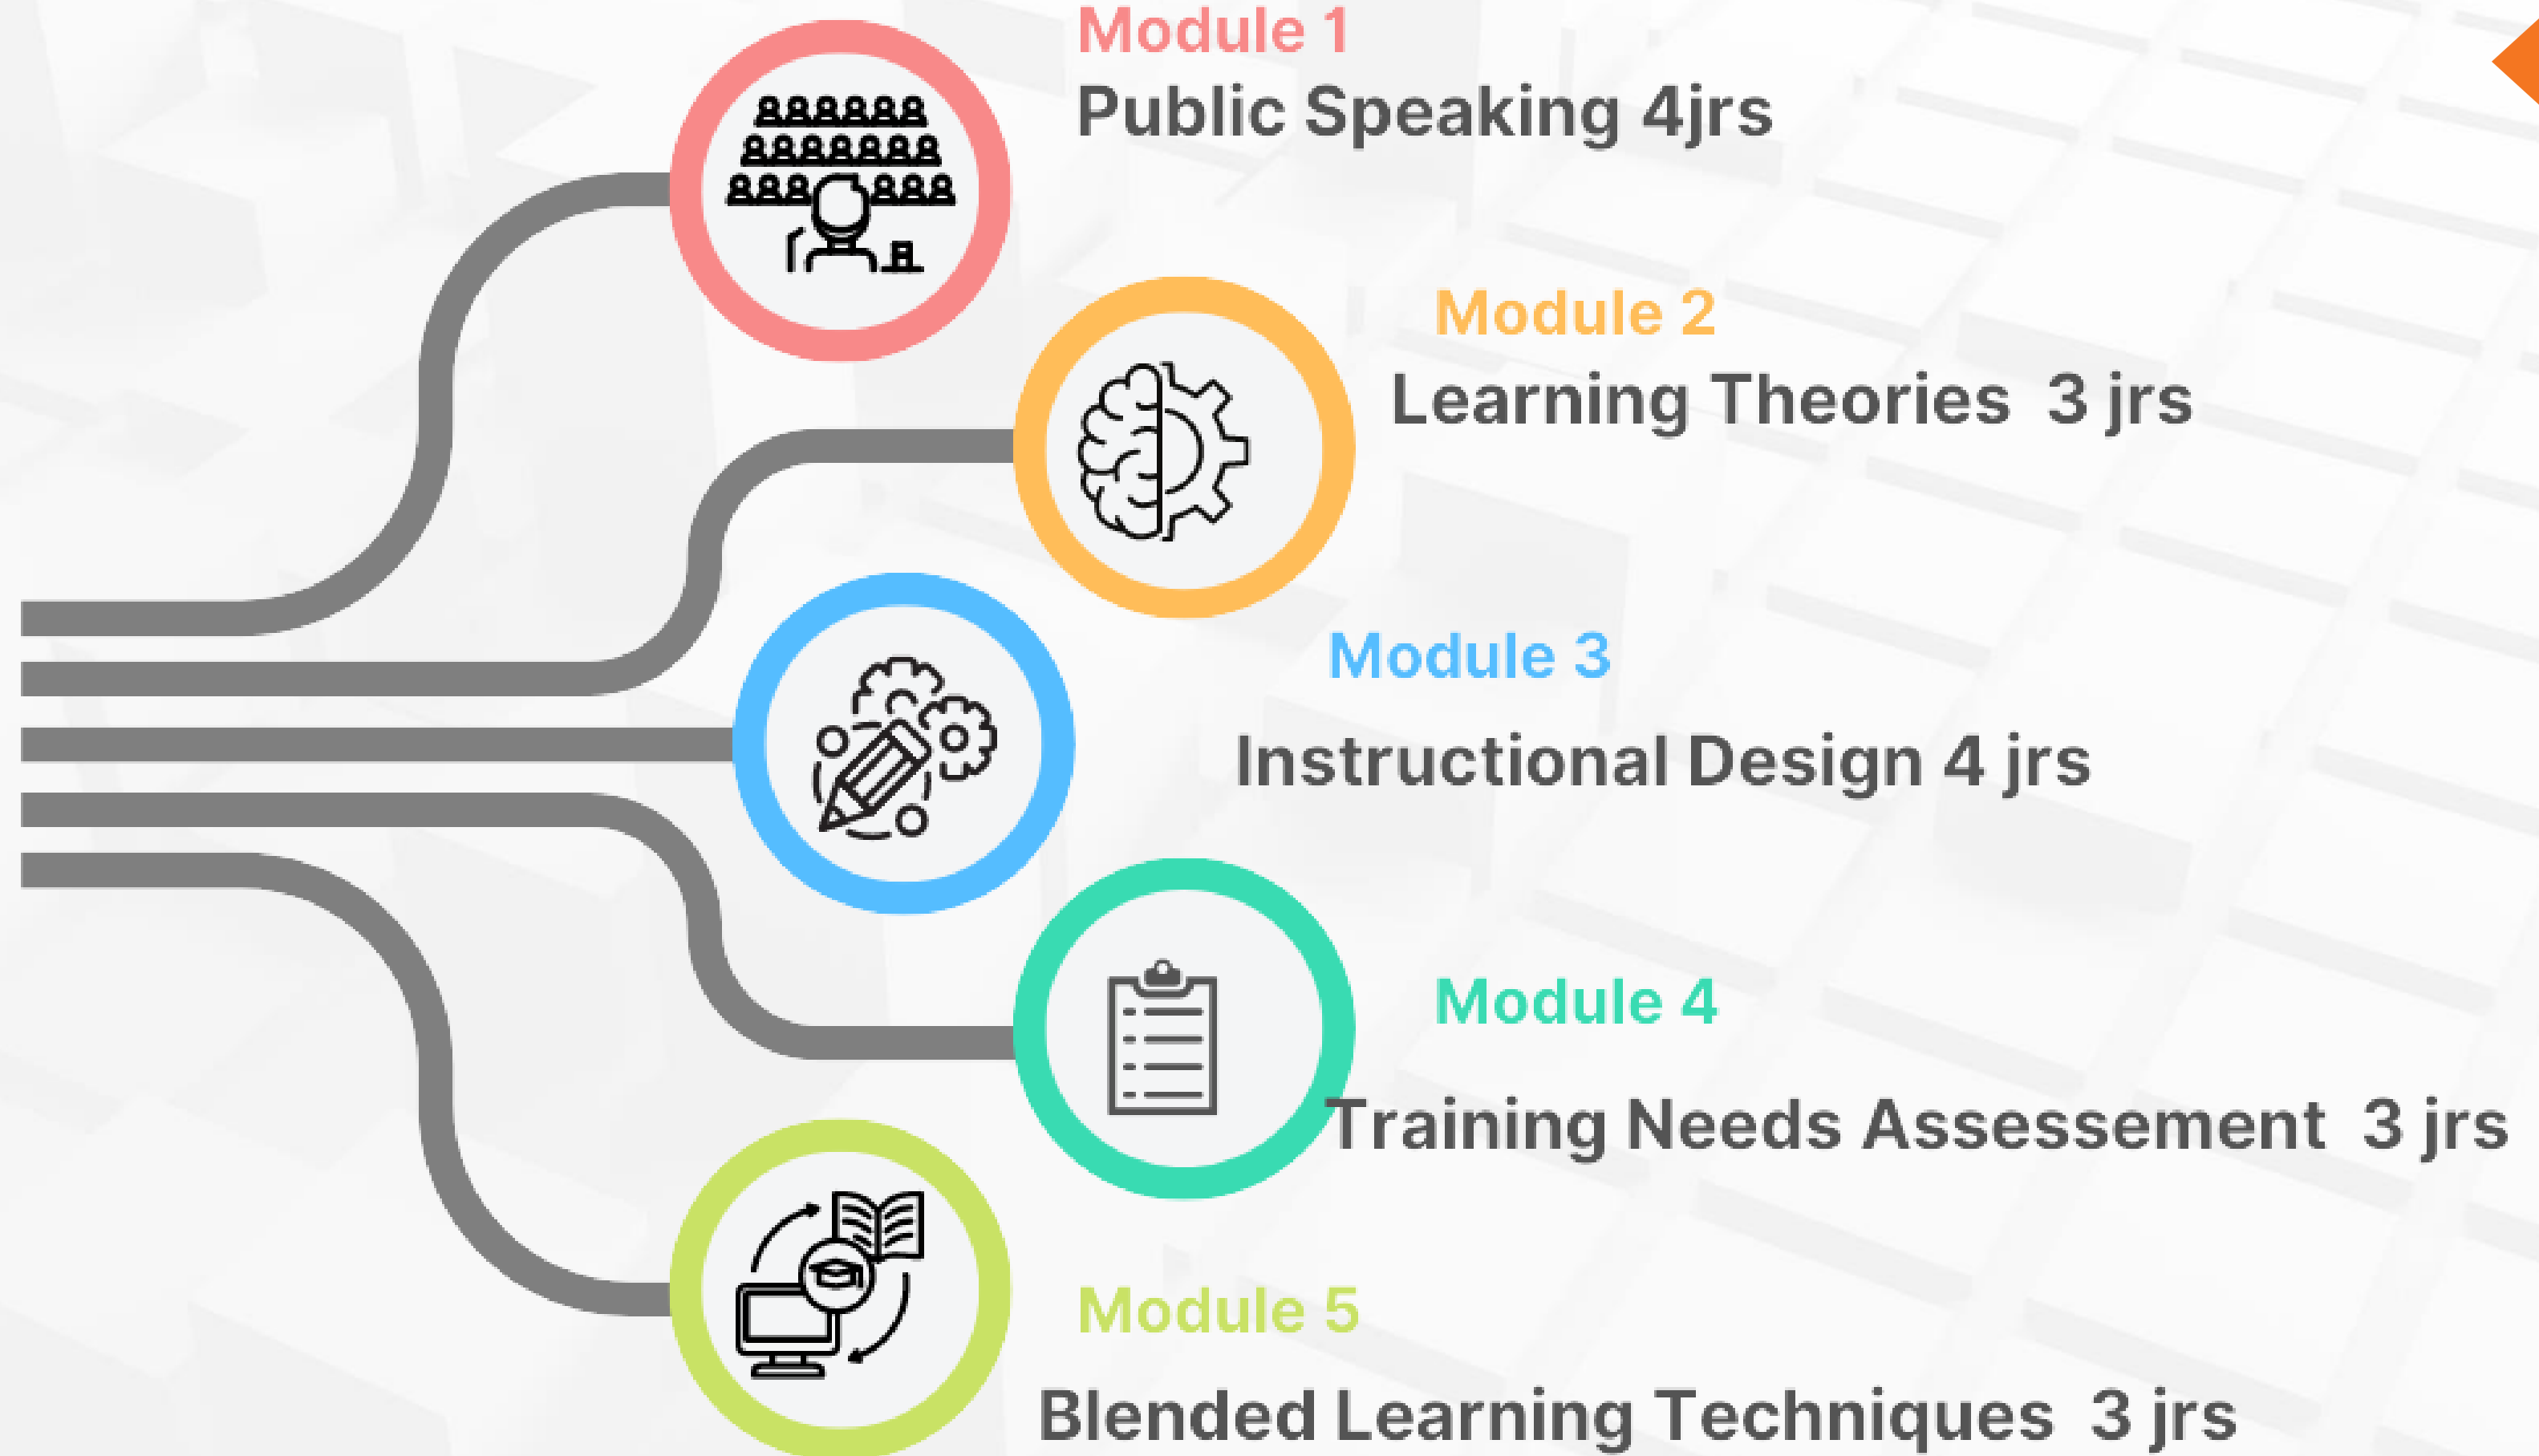 Module 1
Public Speaking 4jrs
Module 2
Learning Theories  3 jrs
Module 3
Instructional Design 4 jrs
Module 4
Training Needs Assessement  3 jrs
Module 5
Blended Learning Techniques  3 jrs